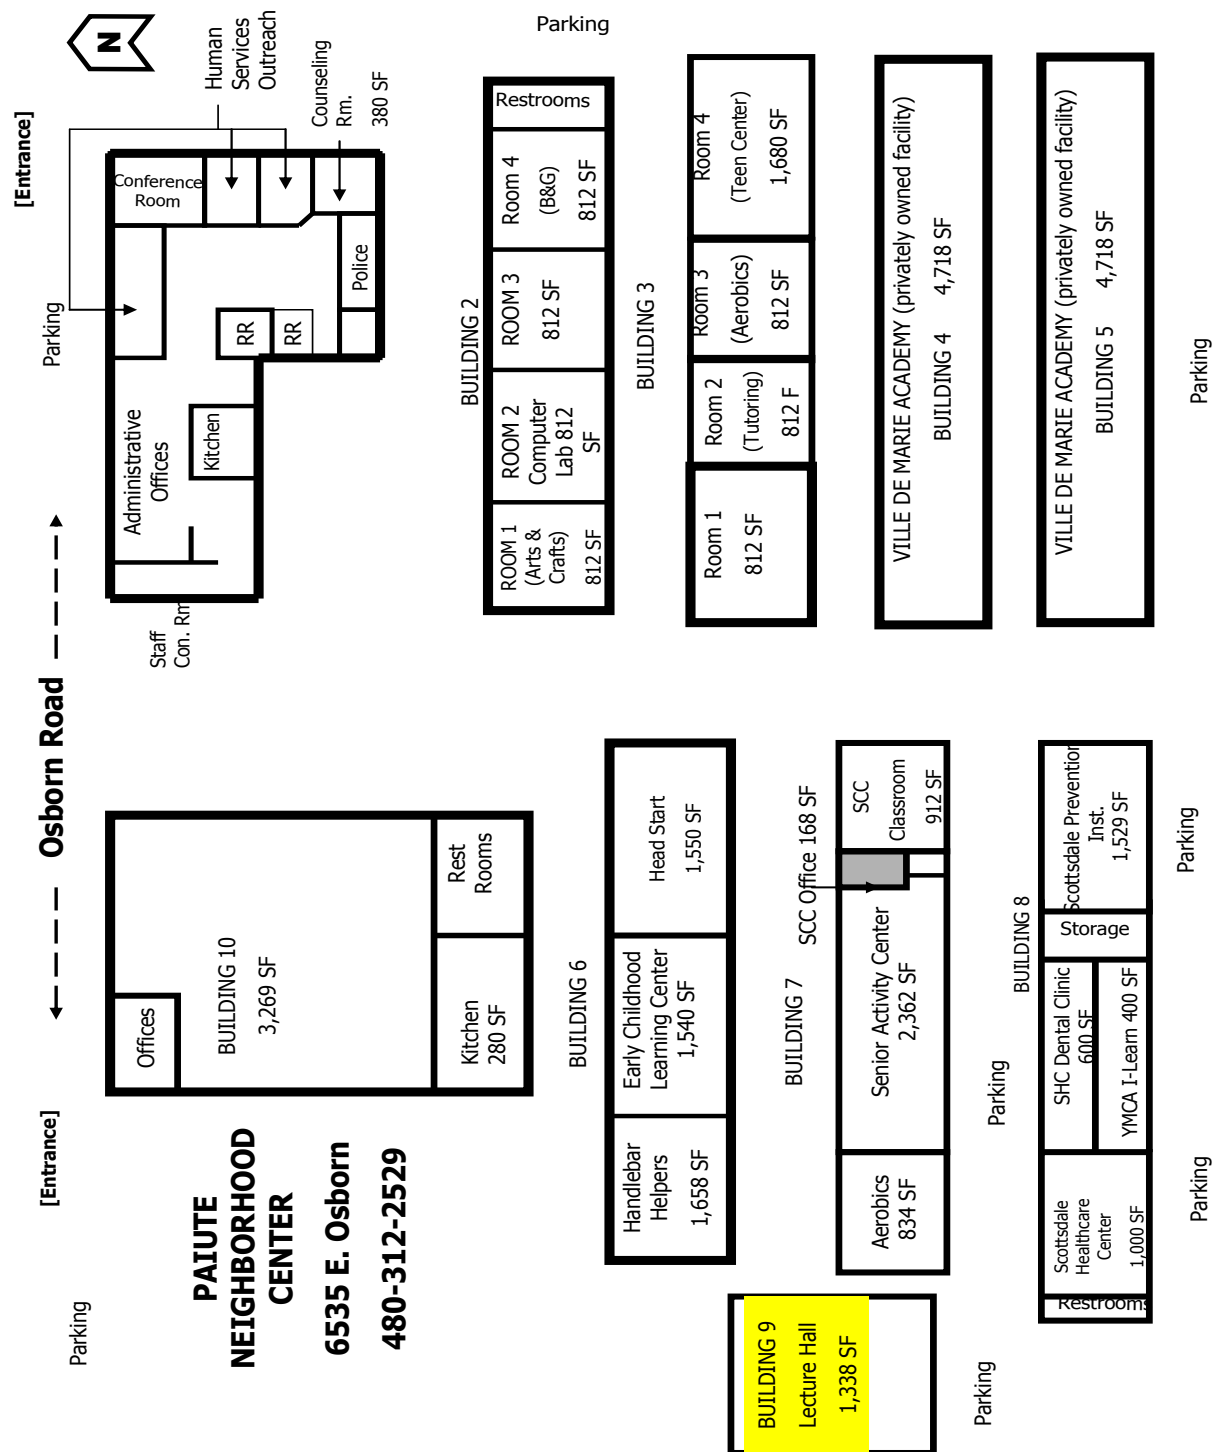 N
[Entrance]
Parking
Human
Services
Outreach
Counseling
Rm.
380 SF
Conference
Room
Police
RR
RR
Kitchen
Administrative
Offices
Staff
Con. Rm
Osborn Road
Parking
BUILDING 2
Restrooms
Room 4
(B&G)
812 SF
ROOM 3
812 SF
ROOM 2
Computer
Lab 812
SF
ROOM 1
(Arts &
Crafts)
812 SF
BUILDING 3
Room 4
(Teen Center)
1,680 SF
Room 3
(Aerobics)
812 SF
Room 2
(Tutoring)
812 F
Room 1
812 SF
VILLE DE MARIE ACADEMY (privately owned facility)
BUILDING 4 4,718 SF
VILLE DE MARIE ACADEMY (privately owned facility)
BUILDING 5 4,718 SF
Parking
Offices
BUILDING 10
3,269 SF
Rest
Rooms
Kitchen
280 SF
[Entrance]
Parking
PAIUTE
NEIGHBORHOOD
CENTER
6535 E. Osborn
480-312-2529
BUILDING 6
Head Start
1,550 SF
Early Childhood
Learning Center
1,540 SF
Handlebar
Helpers
1,658 SF
BUILDING 7
SCC Office 168 SF
SCC
Classroom
912 SF
Senior Activity Center
2,362 SF
Aerobics
834 SF
Parking
BUILDING 8
Scottsdale Prevention
Inst.
1,529 SF
Storage
SHC Dental Clinic
600 SF
YMCA I-Learn 400 SF
Scottsdale
Healthcare
Center
1,000 SF
Restrooms
Parking
Parking
BUILDING 9
Lecture Hall
1,338 SF
Parking